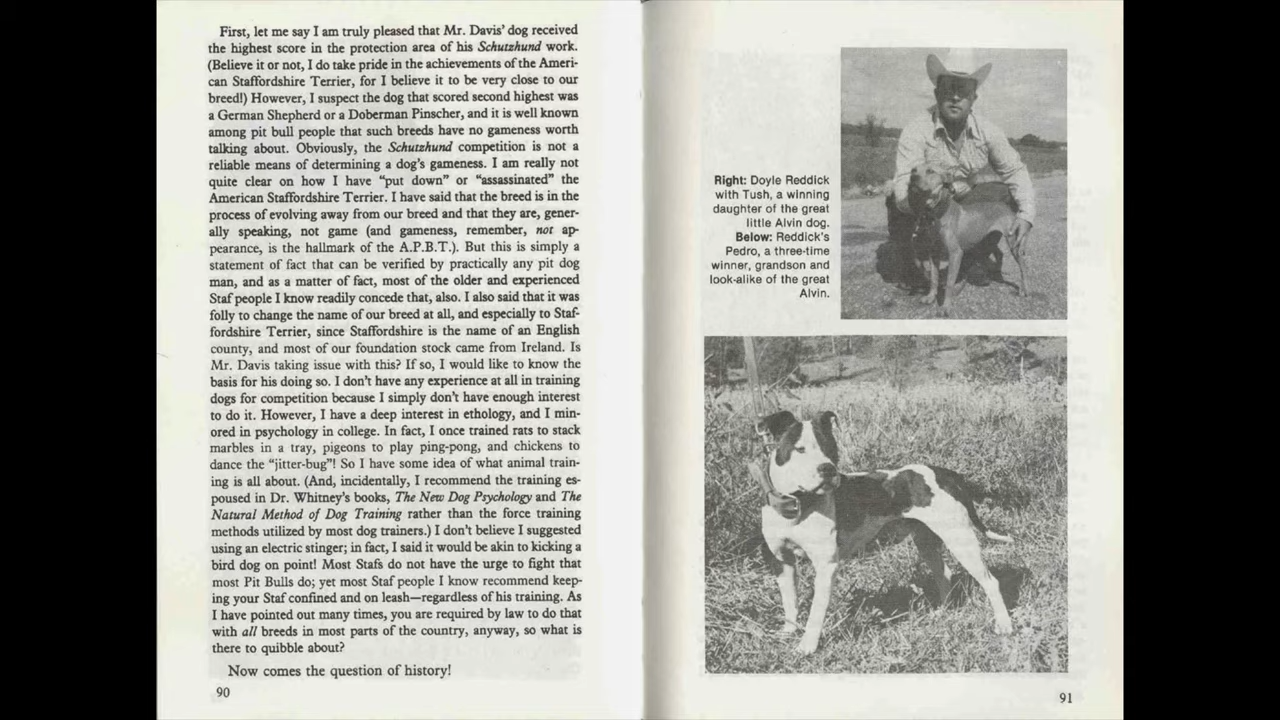 First, let me say I am truly pleased that Mr. Davis' dog received
the highest score in the protection area of his Schutzhund work.
(Believe it or not, I do take pride in the achievements of the Ameri-
can Staffordshire Terrier, for I believe it to be very close to our
breed!) However, I suspect the dog that scored second highest was
a German Shepherd or a Doberman Pinscher, and it is well known
among pit bull people that such breeds have no gameness worth
talking about. Obviously, the Schutzhund competition is not a
reliable means of determining a dog's gameness. I am really not
quite clear on how I have "put down" or "assassinated" the
American Staffordshire Terrier. I have said that the breed is in the
process of evolving away from our breed and that they are, gener-
ally speaking, not game (and gameness, remember, not ap-
pearance, is the hallmark of the A.P.B.T.). But this is simply a
statement of fact that can be verified by practically any pit dog
man, and as a matter of fact, most of the older and experienced
Staf people I know readily concede that, also. I also said that it was
folly to change the name of our breed at all, and especially to Staf-
fordshire Terrier, since Staffordshire is the name of an English
county, and most of our foundation stock came from Ireland. Is
Mr. Davis taking issue with this? If so, I would like to know the
basis for his doing so. I don't have any experience at all in training
dogs for competition because I simply don't have enough interest
to do it. However, I have a deep interest in ethology, and I min-
ored in psychology in college. In fact, I once trained rats to stack
marbles in a tray, pigeons to play ping-pong, and chickens to
dance the "jitter-bug"! So I have some idea of what animal train-
ing is all about. (And, incidentally, I recommend the training es-
poused in Dr. Whitney's books, The New Dog Psychology and The
Natural Method of Dog Training rather than the force training
methods utilized by most dog trainers.) I don't believe I suggested
using an electric stinger; in fact, I said it would be akin to kicking a
bird dog on point! Most Stafs do not have the urge to fight that
most Pit Bulls do; yet most Staf people I know recommend keep-
ing your Staf confined and on leash—regardless of his training. As
I have pointed out many times, you are required by law to do that
with all breeds in most parts of the country, anyway, so what is
there to quibble about?
Now comes the question of history!
90
Right: Doyle Reddick
with Tush, a winning
daughter of the great
little Alvin dog.
Below: Reddick's
Pedro, a three-time
winner, grandson and
look-alike of the great
Alvin.
91